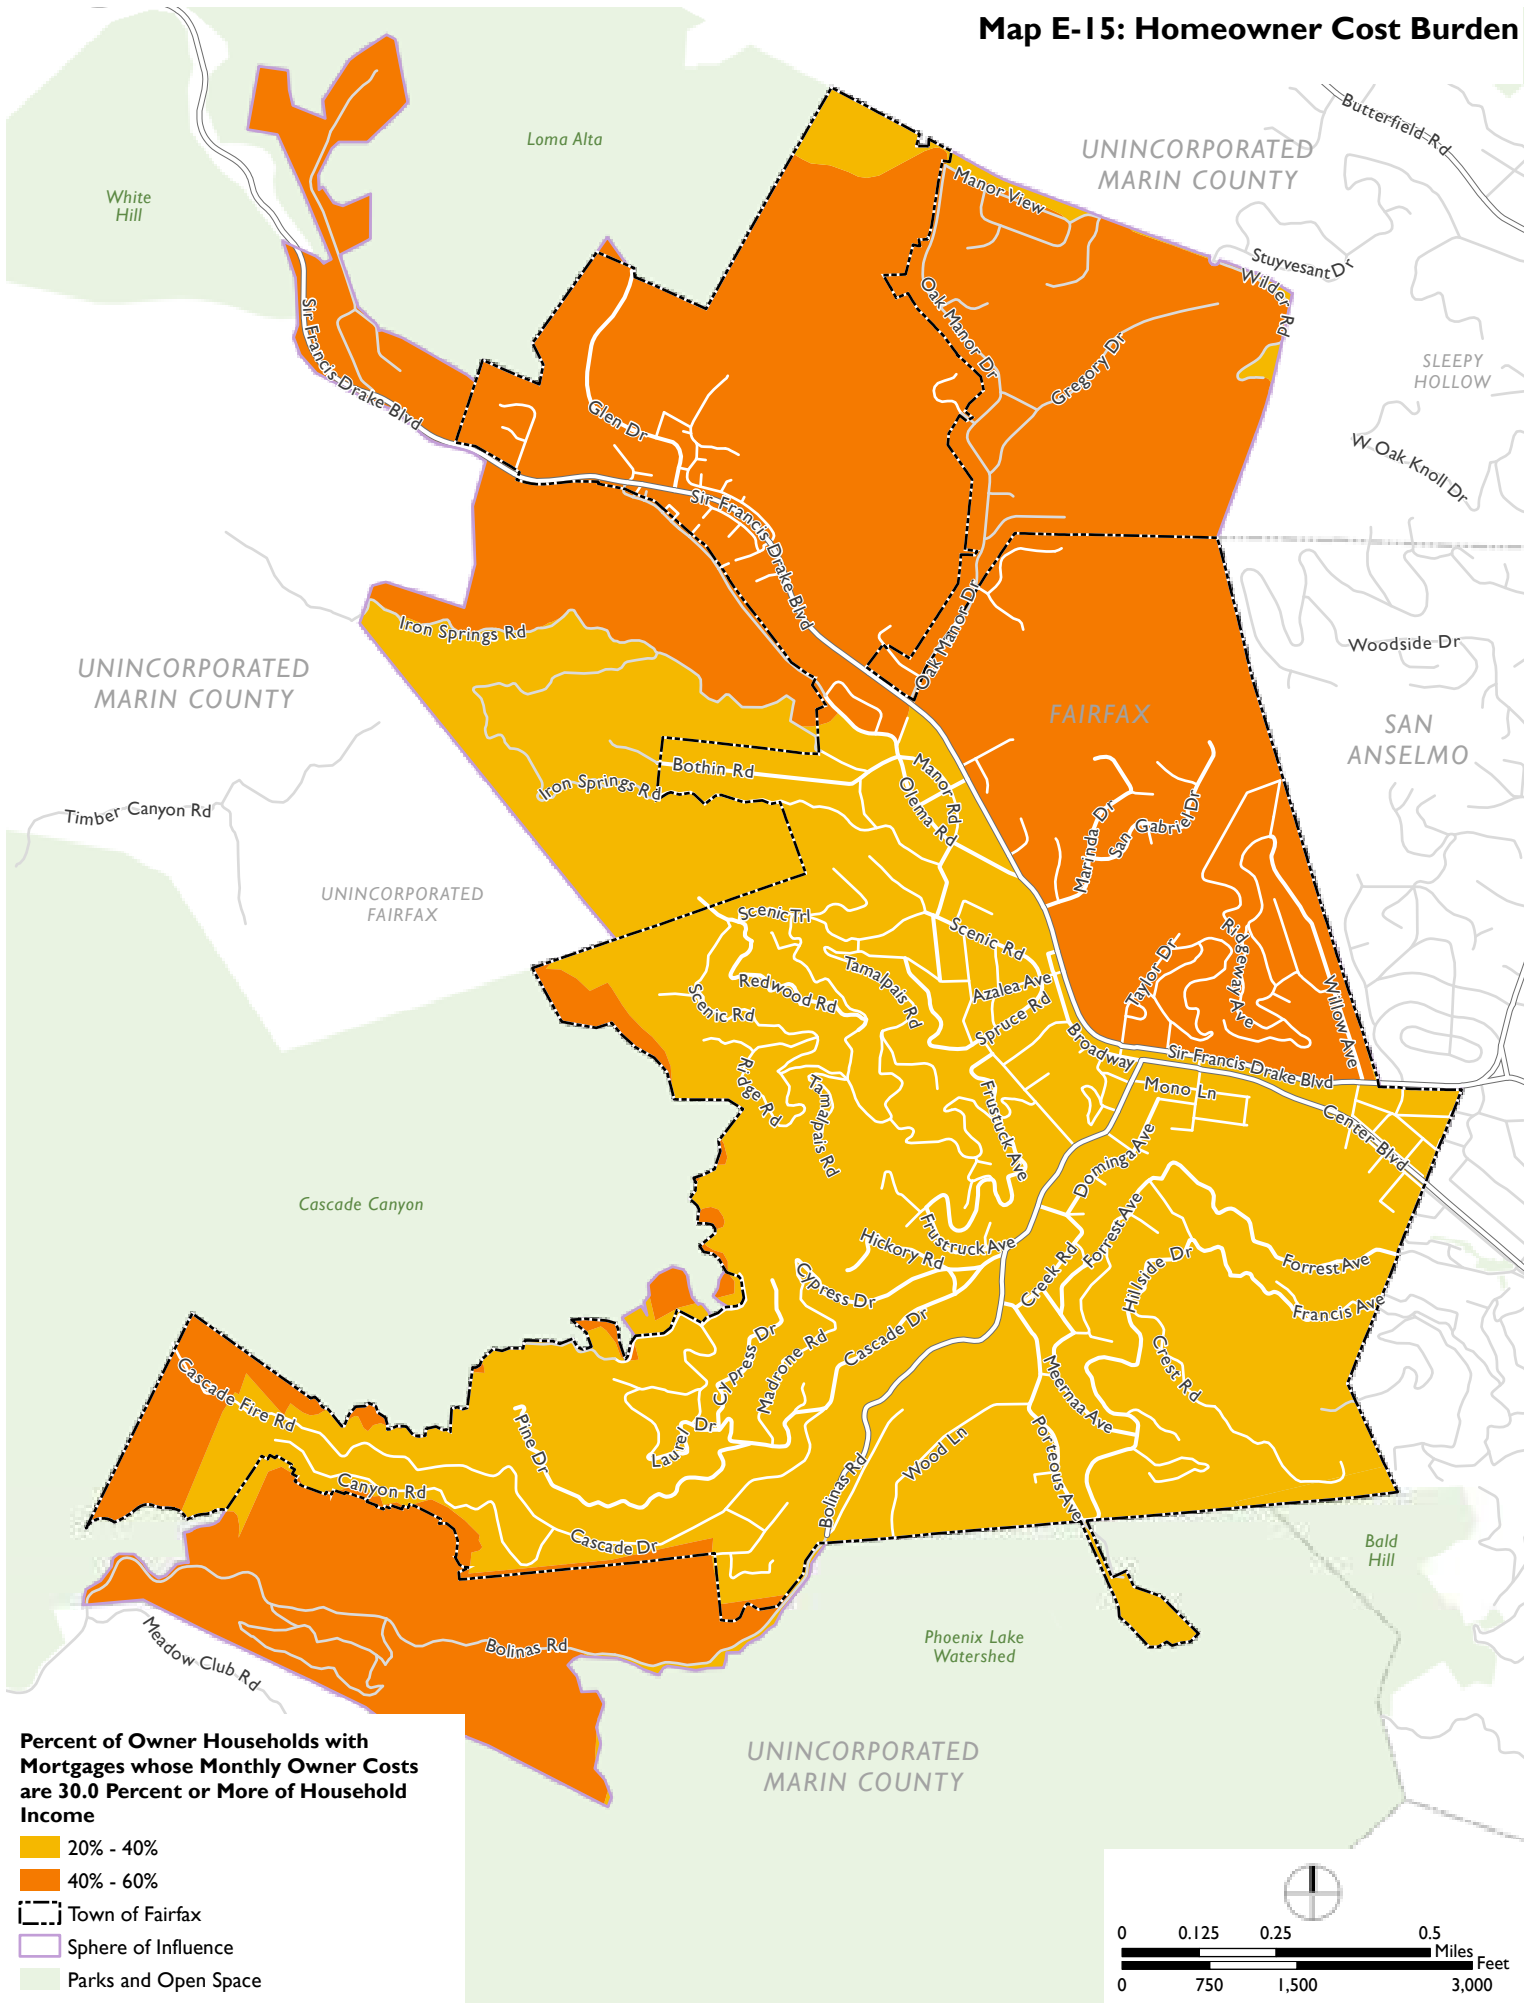 Map E-15: Homeowner Cost Burden
Butterfield Rd
UNINCORPORATED
MARIN COUNTY
Loma Alta
White
Hill
Manor View
Stuyvesant Dr
Wilder Rd
Oak Manor Dr
Gregory Dr
Sir Francis Drake Blvd
SLEEPY
HOLLOW
Glen Dr
W Oak Knoll Dr
Sir Francis Drake Blvd
Iron Springs Rd
Oak Manor Dr
Woodside Dr
UNINCORPORATED
MARIN COUNTY
FAIRFAX
SAN
ANSELMO
Bothin Rd
Manor Rd
Iron Springs Rd
Olema Rd
Timber Canyon Rd
Marinda Dr
San Gabriel Dr
UNINCORPORATED
FAIRFAX
Scenic Trl
Scenic Rd
Ridgeway Ave
Taylor Dr
Tamalpais Rd
Redwood Rd
Azalea Ave
Scenic Rd
Spruce Rd
Willow Ave
Broadway
Sir Francis Drake Blvd
Ridge Rd
Tamalpais Rd
Frustuck Ave
Mono Ln
Center Blvd
Dominga Ave
Cascade Canyon
Frustruck Ave
Forrest Ave
Hickory Rd
Creek Rd
Hillside Dr
Forrest Ave
Cypress Dr
Francis Ave
Cascade Dr
Cypress Dr
Madrone Rd
Crest Rd
Meernaa Ave
Cascade Fire Rd
Pine Dr
Laurel Dr
Porteous Ave
Wood Ln
Canyon Rd
Bolinas Rd
Cascade Dr
Bald
Hill
Meadow Club Rd
Bolinas Rd
Phoenix Lake
Watershed
UNINCORPORATED
MARIN COUNTY
Percent of Owner Households with
Mortgages whose Monthly Owner Costs
are 30.0 Percent or More of Household
Income
20% - 40%
40% - 60%
Town of Fairfax
Sphere of Influence
Parks and Open Space
0 0.125 0.25 0.5
Miles
Feet
0 750 1,500 3,000